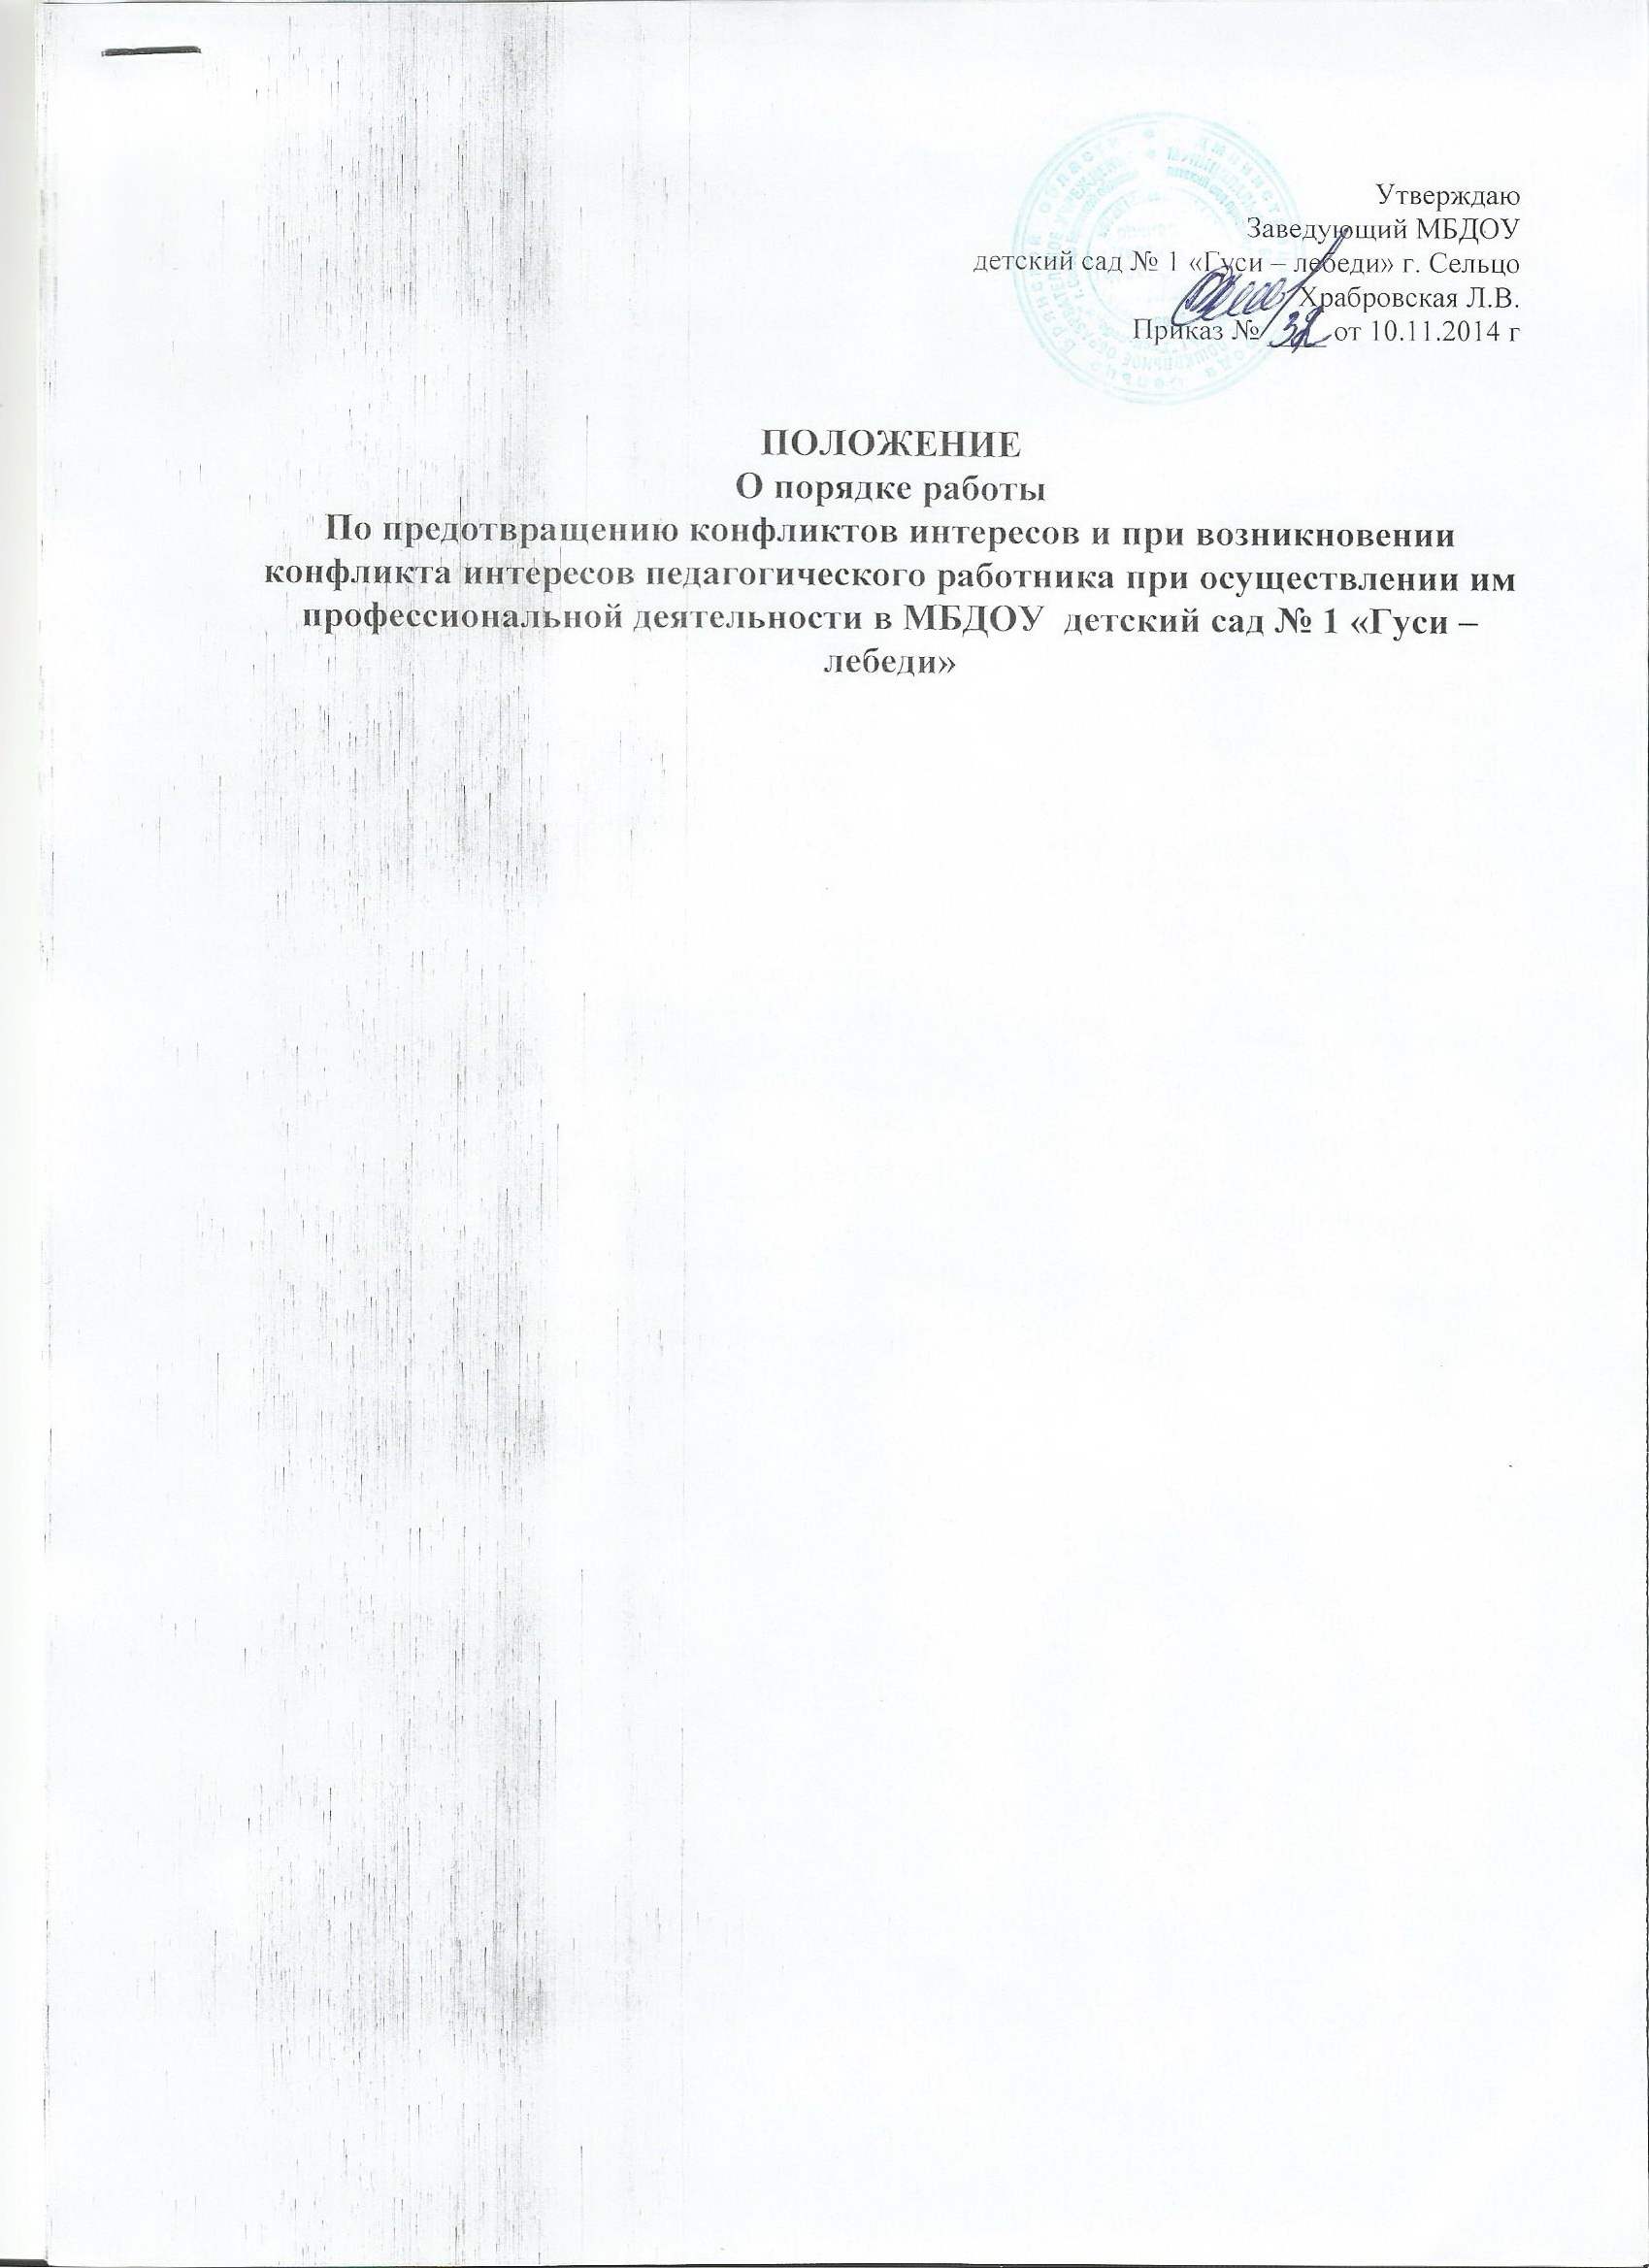 Утверждаю
Заведующий МБДОУ
детский сад № 1 «Гуси – лебеди» г. Сельцо
Храбровская Л.В.
Приказ № от 10.11.2014 г
ПОЛОЖЕНИЕ
О порядке работы
По предотвращению конфликтов интересов и при возникновении
конфликта интересов педагогического работника при осуществлении им
профессиональной деятельности в МБДОУ детский сад № 1 «Гуси –
лебеди»